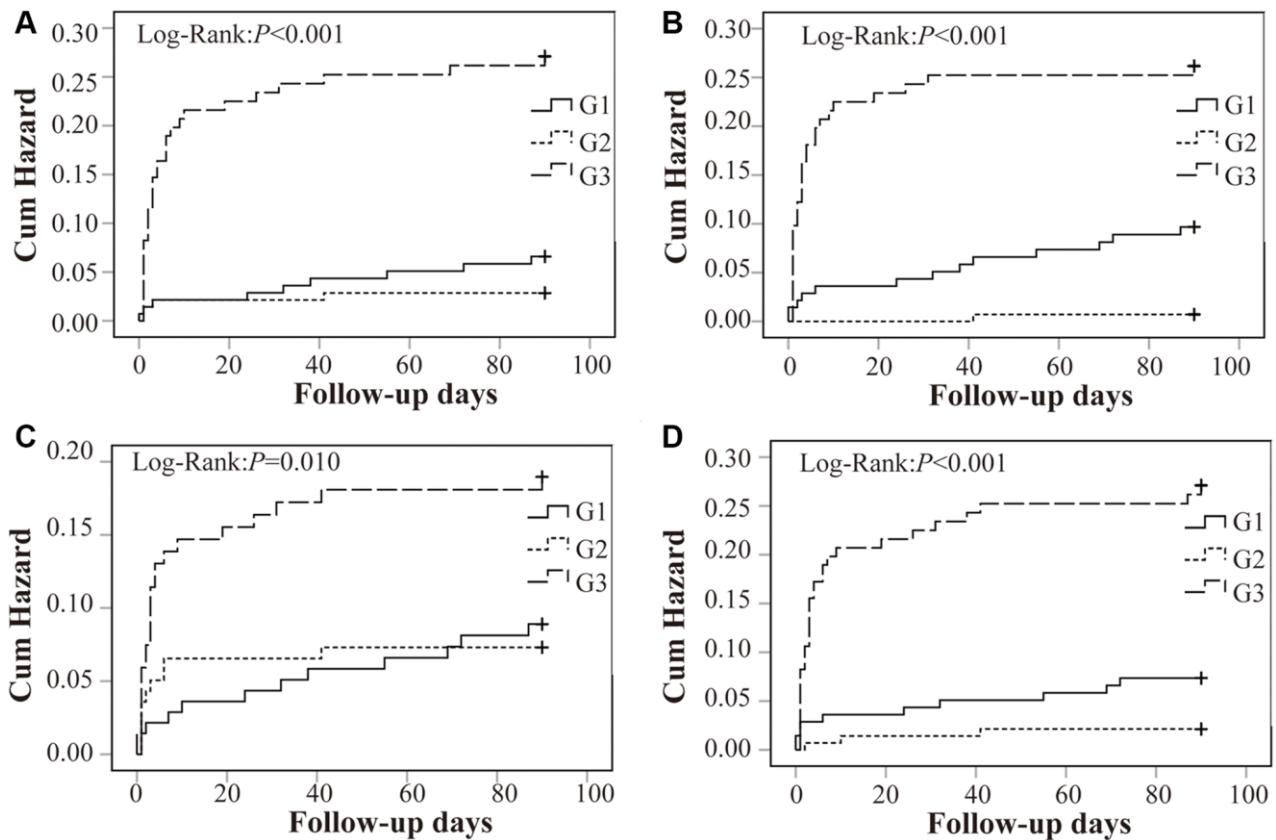 A
Log-Rank:P<0.001
0.30
0.25
0.20
0.15
0.10
0.05
0.00
Cum Hazard
G1
G2
G3
0 20 40 60 80 100
Follow-up days
B
Log-Rank:P<0.001
0.30
0.25
0.20
0.15
0.10
0.05
0.00
Cum Hazard
G1
G2
G3
0 20 40 60 80 100
Follow-up days
C
Log-Rank:P=0.010
0.20
0.15
0.10
0.05
0.00
Cum Hazard
G1
G2
G3
0 20 40 60 80 100
Follow-up days
D
Log-Rank:P<0.001
0.30
0.25
0.20
0.15
0.10
0.05
0.00
Cum Hazard
G1
G2
G3
0 20 40 60 80 100
Follow-up days